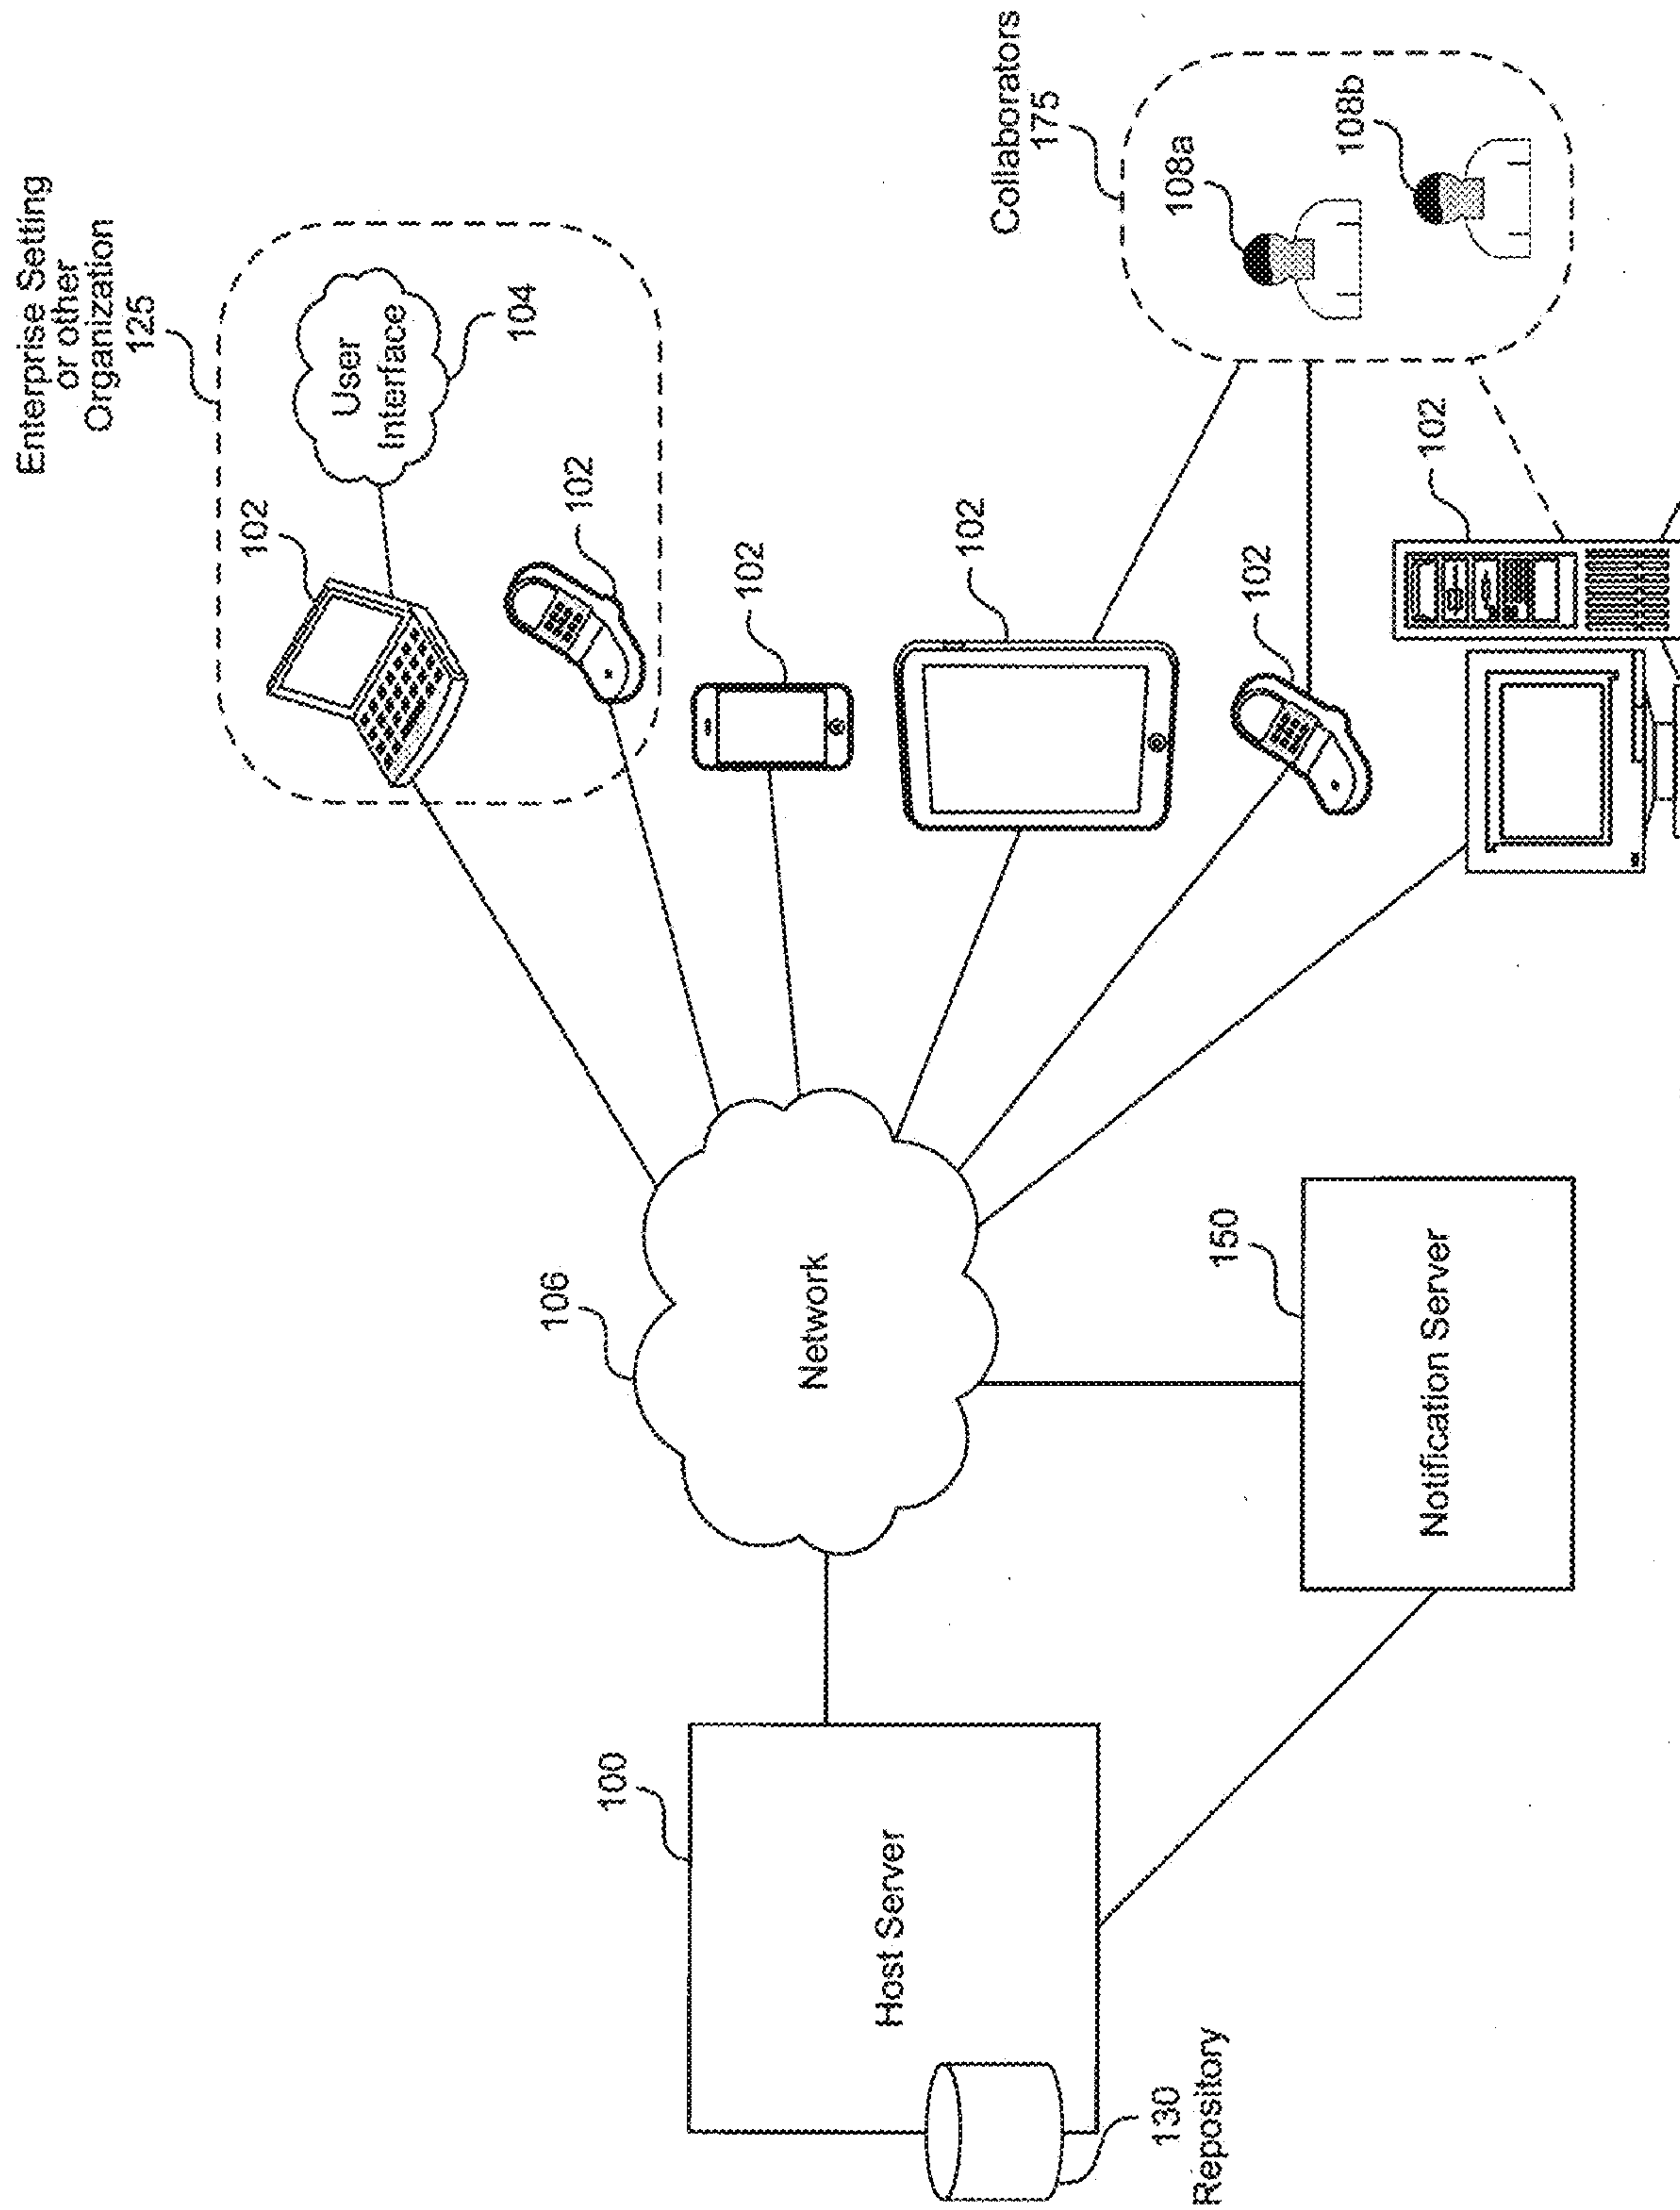 Enterprise Setting
or other
Organization
125
102
User
Interface
104
102
102
102
102
102
Collaborators
175
108a
108b
106
Network
150
Notification Server
100
Host Server
130
Repository